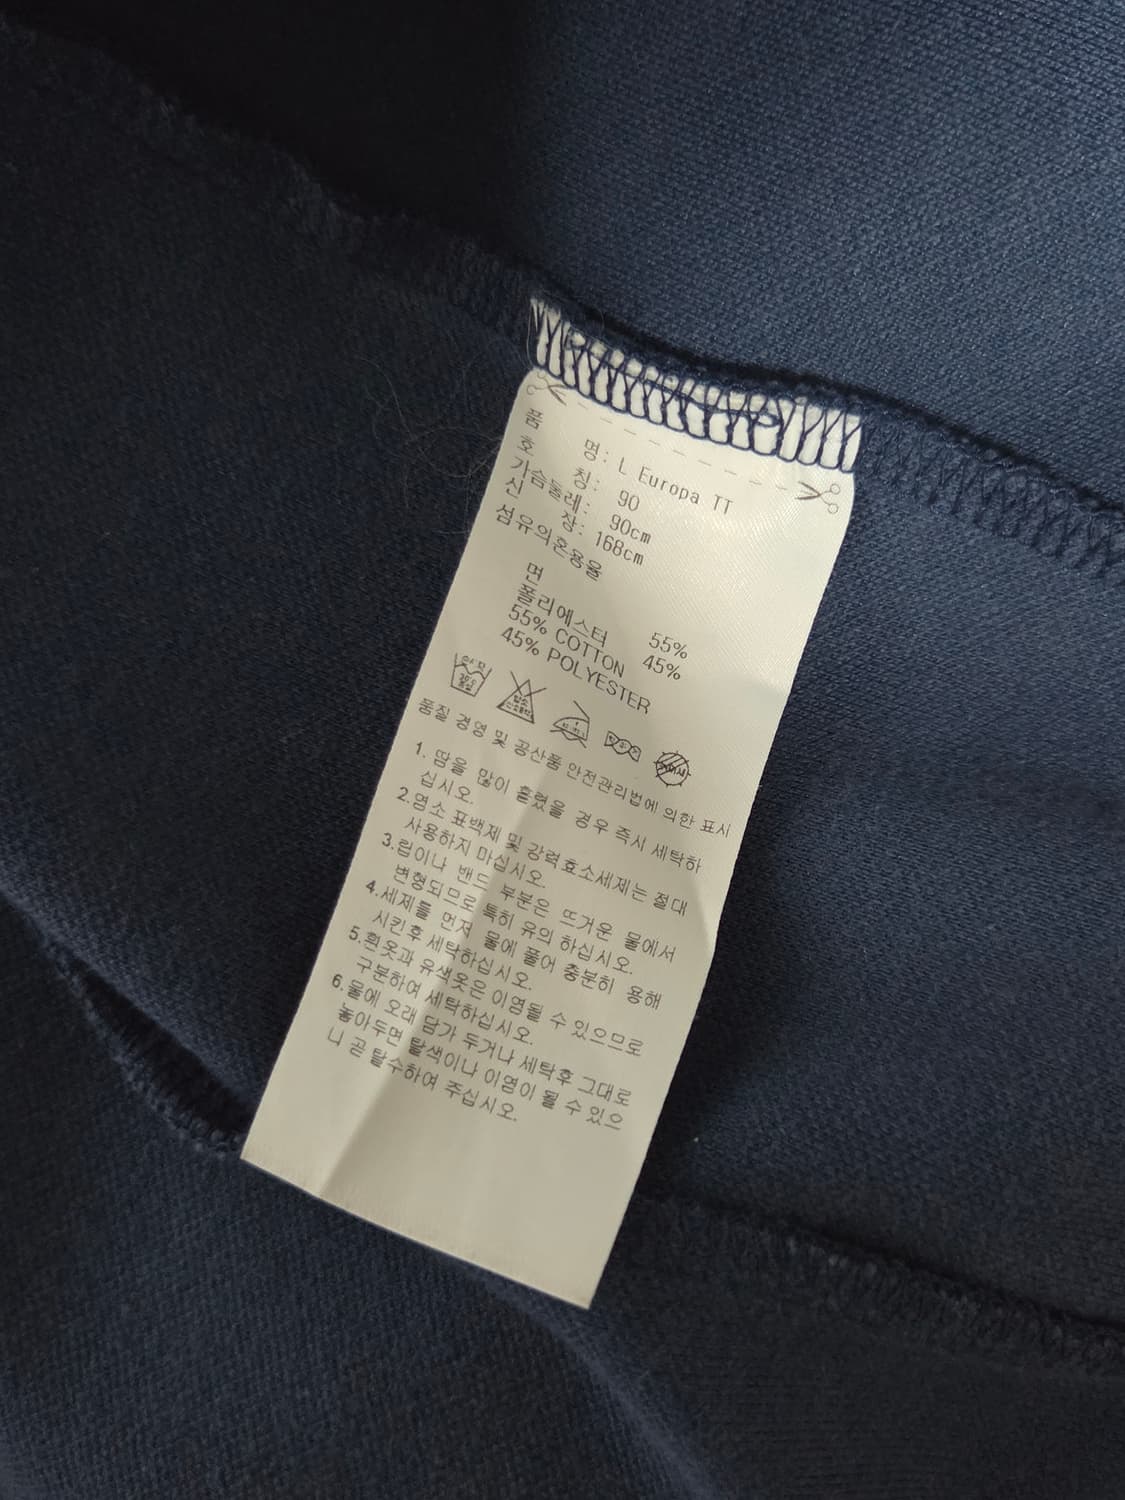 품 명: L Europa TT
호 칭: 90
가슴둘레: 90cm
신 장: 168cm
섬유의혼용율
면 55%
폴리에스터 45%
55% COTTON
45% POLYESTER
품질 경영 및 공산품 안전관리법에 의한 표시
1. 땀을 많이 흘렸을 경우 즉시 세탁하
십시오.
2.염소 표백제 및 강력효소세제는 절대
사용하지 마십시오.
3.립이나 밴드 부분은 뜨거운 물에서
변형되므로 특히 유의 하십시오.
4.세제를 먼저 물에 풀어 충분히 용해
시킨후 세탁하십시오.
5.흰옷과 유색옷은 이염될 수 있으므로
구분하여 세탁하십시오.
6.물에 오래 담가 두거나 세탁후 그대로
놓아두면 탈색이나 이염이 될 수 있으
니 곧 탈수하여 주십시오.